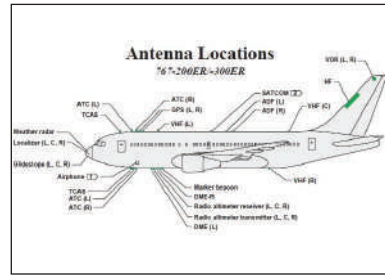 Antenna Locations
767-200ER/-300ER
VOR (L, R)
HF
SATCOM
ATC (R)
ADF (L)
ATC (L)
GPS (L, R)
ADF (R)
VHF (C)
TCAS
VHF (L)
Weather radar
Localizer (L, C, R)
Glideslope (L, C, R)
Airphone
Marker beacon
VHF (R)
TCAS
DME-R
ATC (L)
Radio altimeter receiver (L, C, R)
ATC (R)
Radio altimeter transmitter (L, C, R)
DME (L)